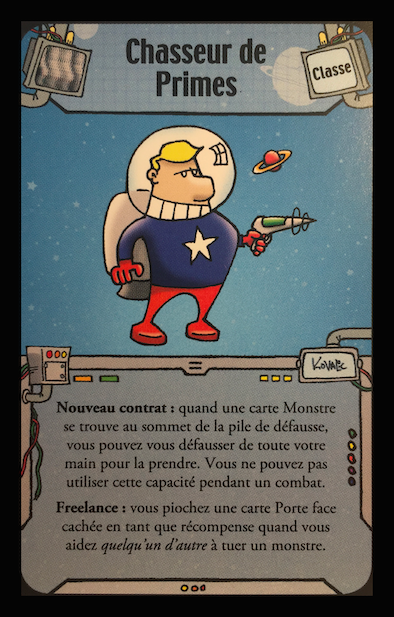 Chasseur de
Primes
Classe
KOVALIC
Nouveau contrat : quand une carte Monstre
se trouve au sommet de la pile de défausse,
vous pouvez vous défausser de toute votre
main pour la prendre. Vous ne pouvez pas
utiliser cette capacité pendant un combat.
Freelance : vous piochez une carte Porte face
cachée en tant que récompense quand vous
aidez quelqu'un d'autre à tuer un monstre.